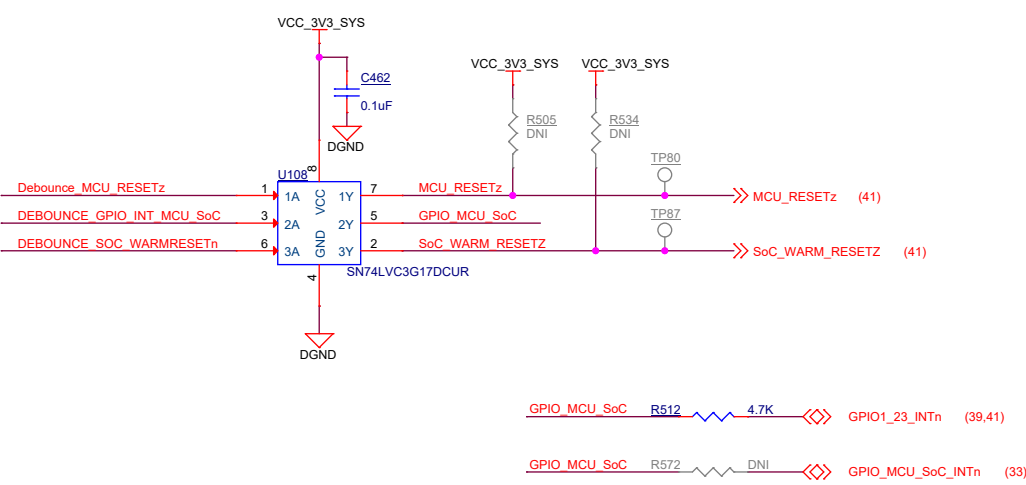 VCC_3V3_SYS
C462
0.1uF
DGND
VCC_3V3_SYS VCC_3V3_SYS
R505 R534
DNI DNI
TP80
U108
8
Debounce_MCU_RESETz 1 1A VCC 1Y 7 MCU_RESETz MCU_RESETz (41)
DEBOUNCE_GPIO_INT_MCU_SoC 3 2A 2Y 5 GPIO_MCU_SoC
TP87
DEBOUNCE_SOC_WARMRESETn 6 3A GND 3Y 2 SoC_WARM_RESETZ SoC_WARM_RESETZ (41)
SN74LVC3G17DCUR
4
DGND
GPIO_MCU_SoC R512 4.7K GPIO1_23_INTn (39,41)
GPIO_MCU_SoC R572 DNI GPIO_MCU_SoC_INTn (33)